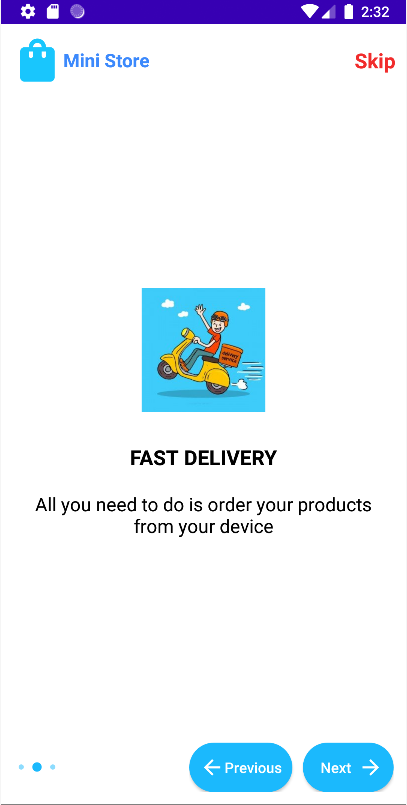 2:32
Mini Store
Skip
FAST DELIVERY
All you need to do is order your products
from your device
Previous
Next